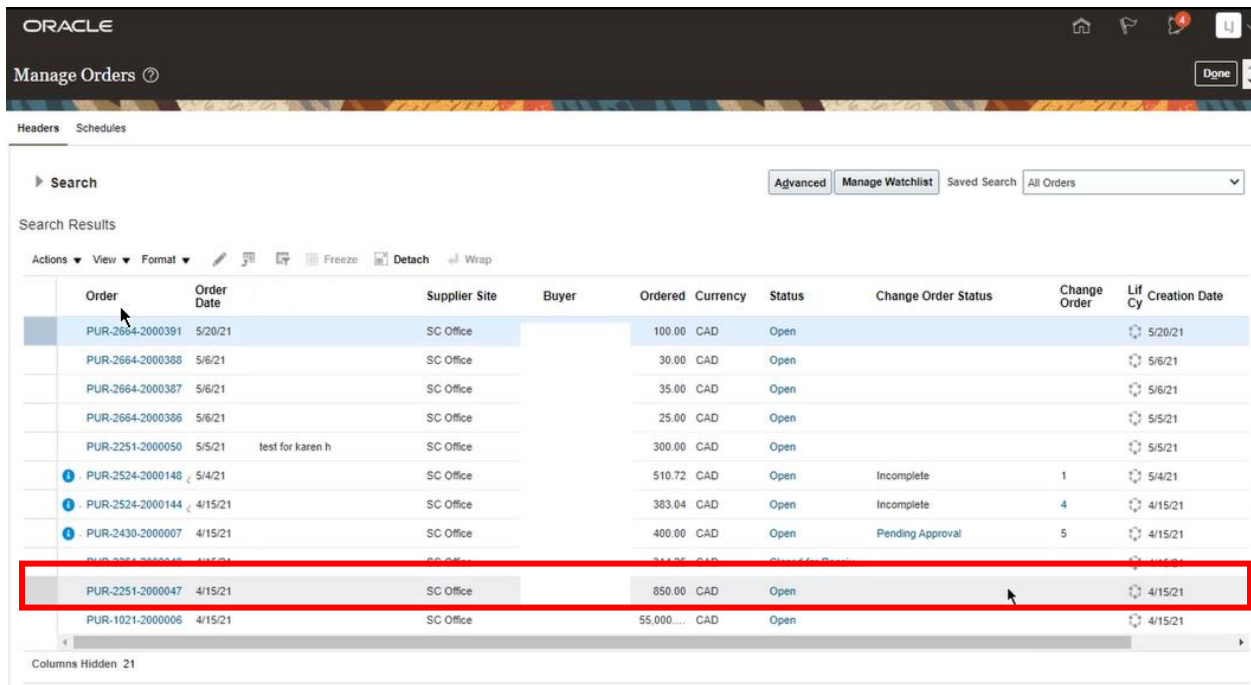 ORACLE
4
LJ
Manage Orders
Done
Headers Schedules
Search
Advanced Manage Watchlist Saved Search All Orders
Search Results
Actions View Format Freeze Detach Wrap
Order Order Date Supplier Site Buyer Ordered Currency Status Change Order Status Change Order Lif Cy Creation Date
PUR-2664-2000391 5/20/21 SC Office 100.00 CAD Open 5/20/21
PUR-2664-2000388 5/6/21 SC Office 30.00 CAD Open 5/6/21
PUR-2664-2000387 5/6/21 SC Office 35.00 CAD Open 5/6/21
PUR-2664-2000386 5/6/21 SC Office 25.00 CAD Open 5/5/21
PUR-2251-2000050 5/5/21 test for karen h SC Office 300.00 CAD Open 5/5/21
PUR-2524-2000148 5/4/21 SC Office 510.72 CAD Open Incomplete 1 5/4/21
PUR-2524-2000144 4/15/21 SC Office 383.04 CAD Open Incomplete 4 4/15/21
PUR-2430-2000007 4/15/21 SC Office 400.00 CAD Open Pending Approval 5 4/15/21
PUR-2251-2000047 4/15/21 SC Office 850.00 CAD Open 4/15/21
PUR-1021-2000006 4/15/21 SC Office 55,000.... CAD Open 4/15/21
Columns Hidden 21